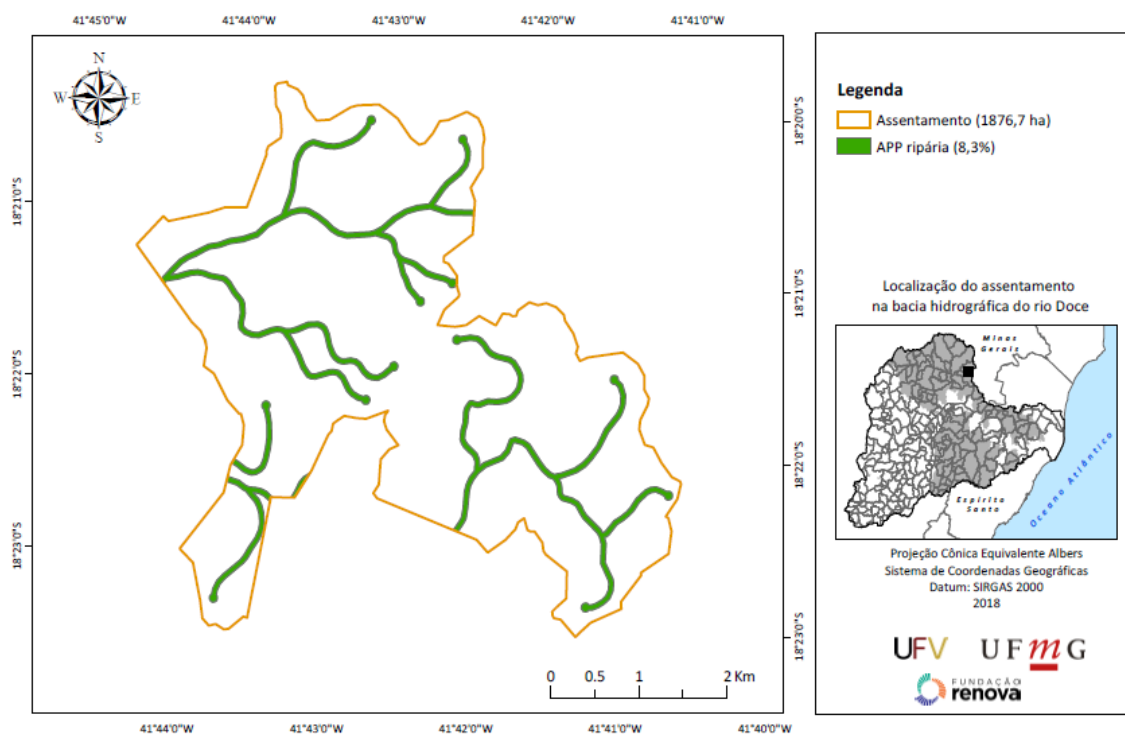 41°45'0"W 41°44'0"W 41°43'0"W 41°42'0"W 41°41'0"W
N
W E
S
18°20'0"S
18°21'0"S
18°21'0"S
18°22'0"S
18°22'0"S
18°23'0"S
18°23'0"S
0 0.5 1 2 Km
41°44'0"W 41°43'0"W 41°42'0"W 41°41'0"W 41°40'0"W
Legenda
Assentamento (1876,7 ha)
APP ripária (8,3%)
Localização do assentamento
na bacia hidrográfica do rio Doce
Minas
Gerais
Espírito
Santo
Oceano Atlântico
Projeção Cônica Equivalente Albers
Sistema de Coordenadas Geográficas
Datum: SIRGAS 2000
2018
UFV UFmG
FUNDAÇÃO
renova